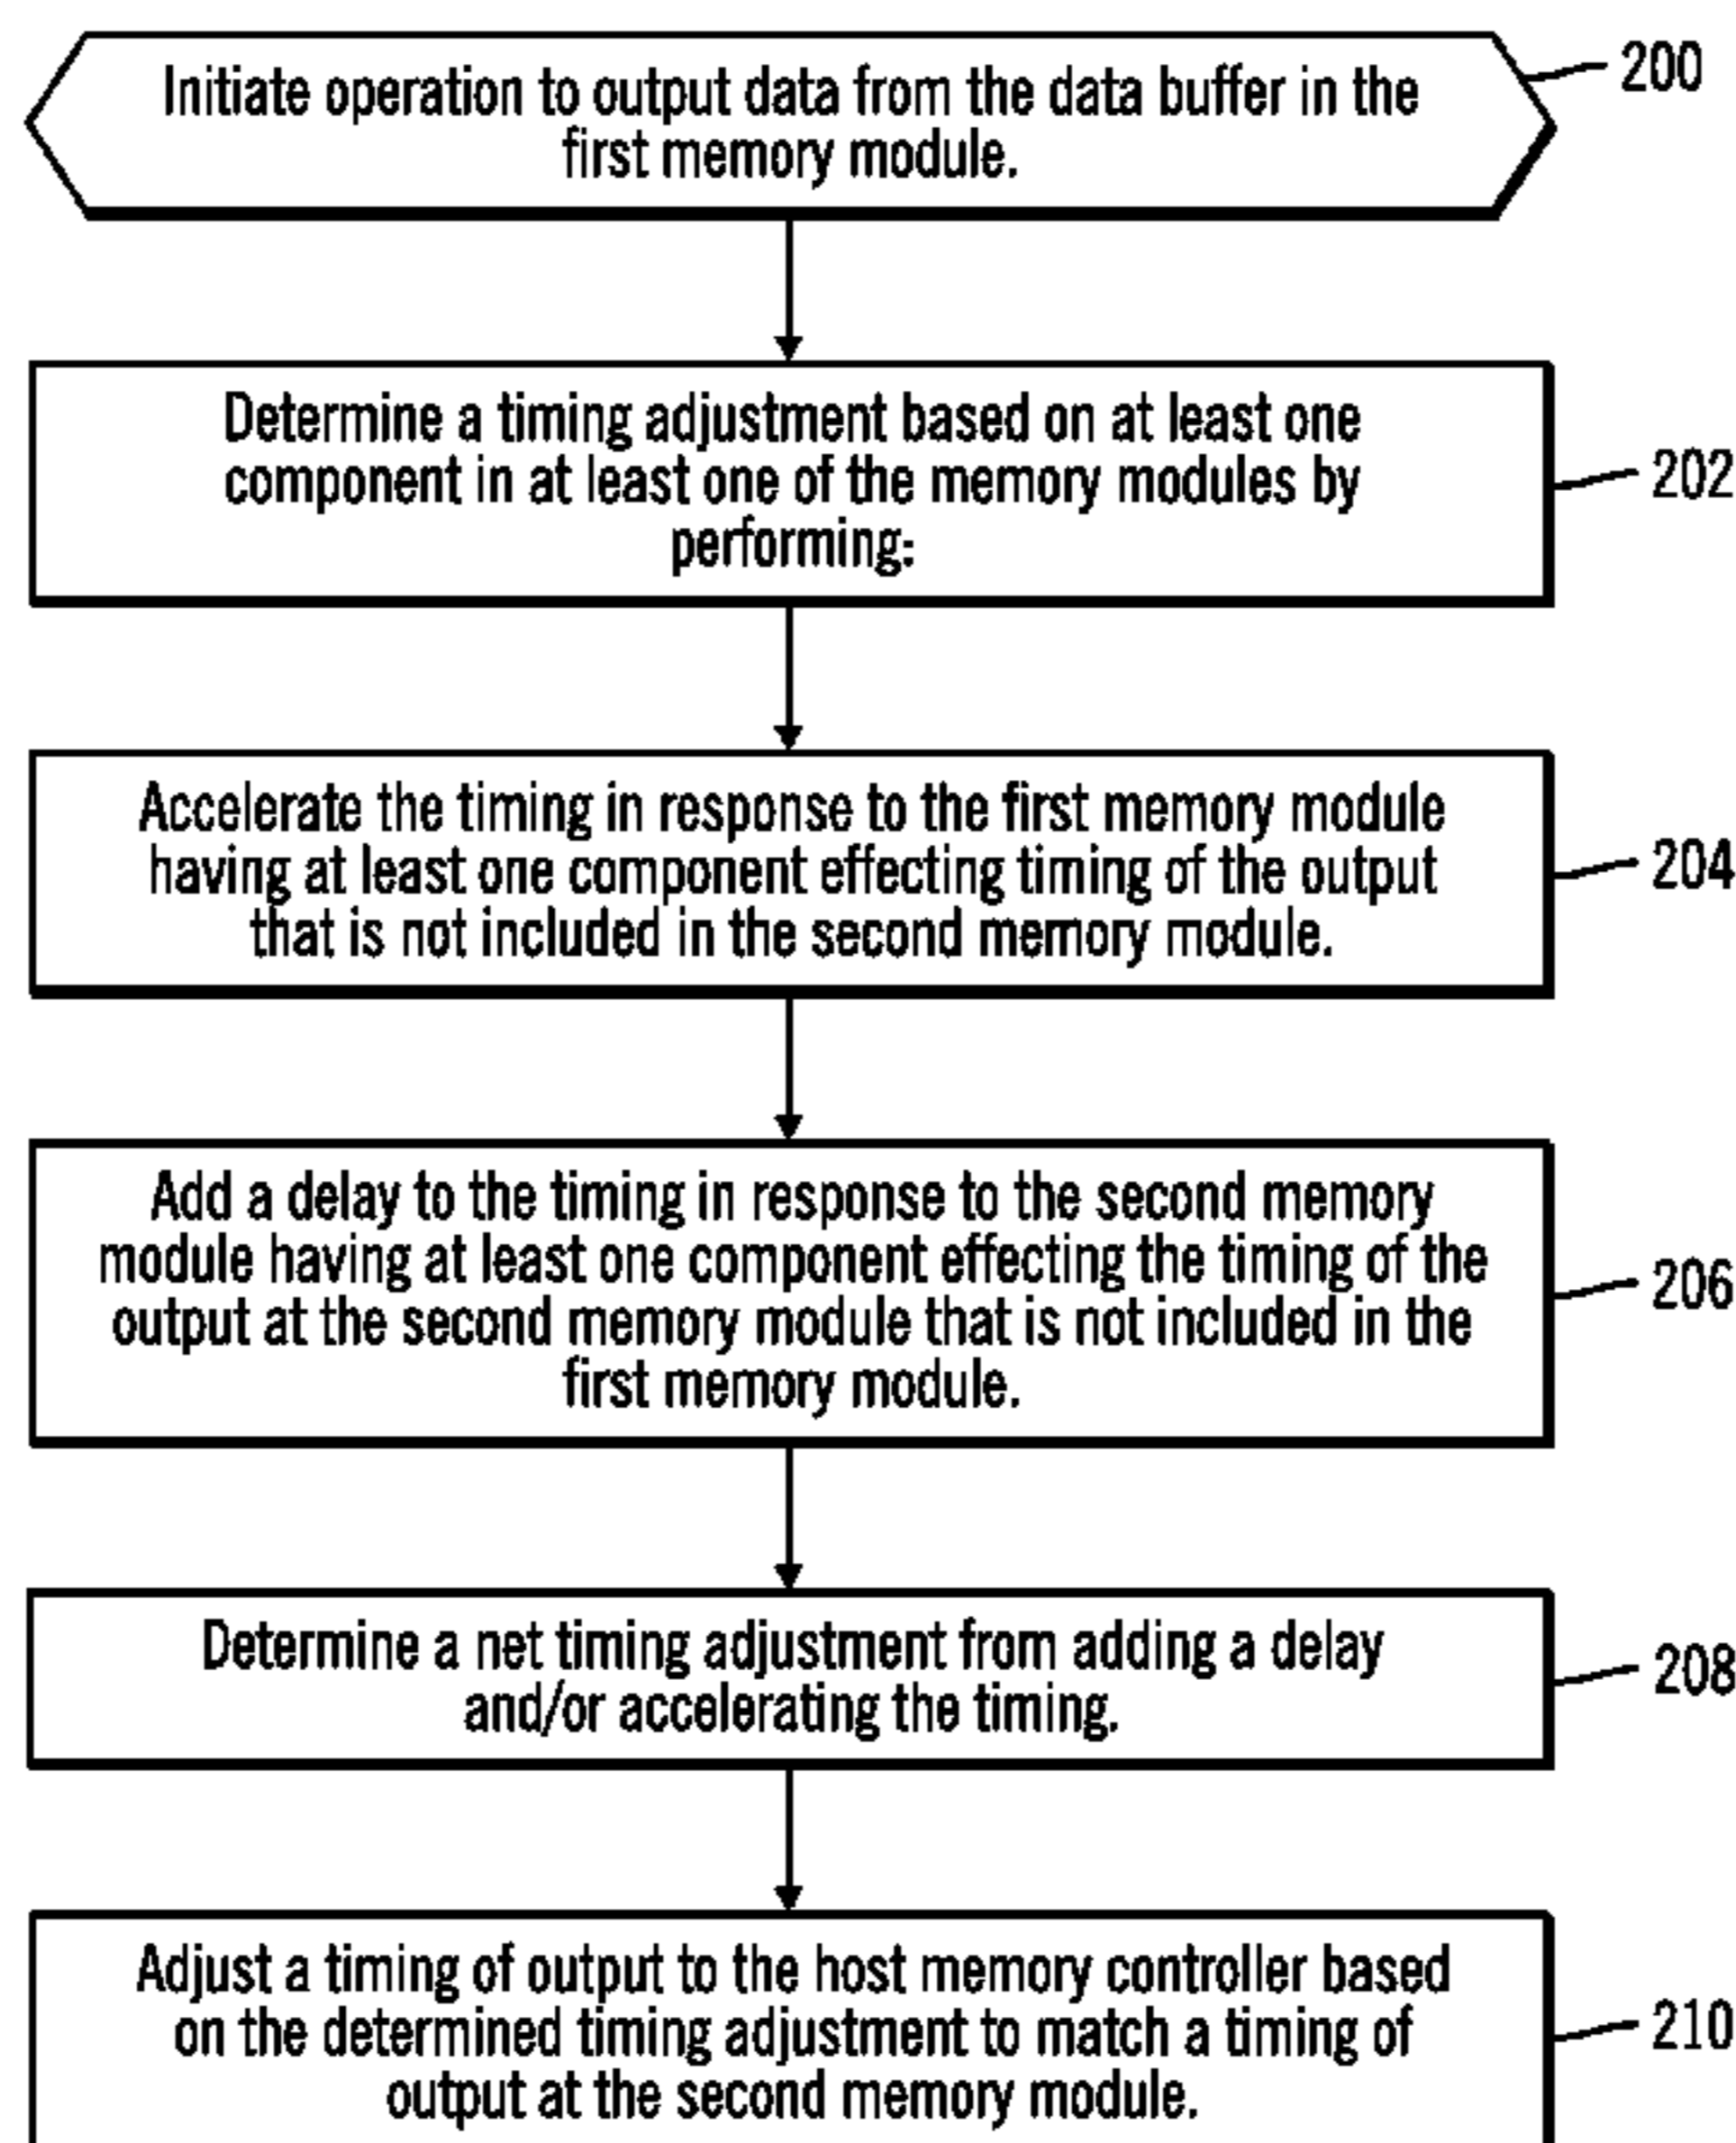 Initiate operation to output data from the data buffer in the
first memory module.
200
Determine a timing adjustment based on at least one
component in at least one of the memory modules by
performing:
202
Accelerate the timing in response to the first memory module
having at least one component effecting timing of the output
that is not included in the second memory module.
204
Add a delay to the timing in response to the second memory
module having at least one component effecting the timing of the
output at the second memory module that is not included in the
first memory module.
206
Determine a net timing adjustment from adding a delay
and/or accelerating the timing.
208
Adjust a timing of output to the host memory controller based
on the determined timing adjustment to match a timing of
output at the second memory module.
210